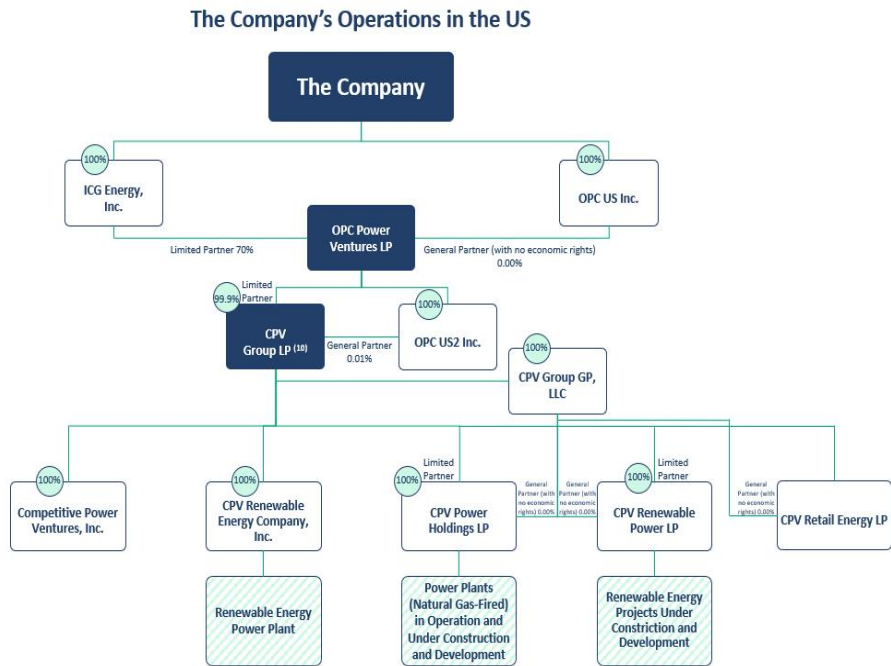 The Company's Operations in the US
The Company
100%
ICG Energy,
Inc.
100%
OPC US Inc.
OPC Power
Ventures LP
Limited Partner 70%
General Partner (with no economic rights)
0.00%
99.9%
Limited
Partner
CPV
Group LP (10)
General Partner
0.01%
100%
OPC US2 Inc.
100%
CPV Group GP,
LLC
100%
Competitive Power
Ventures, Inc.
100%
CPV Renewable
Energy Company,
Inc.
100%
Limited
Partner
CPV Power
Holdings LP
General
Partner (with
no economic
rights) 0.00%
General
Partner (with
no economic
rights) 0.00%
100%
Limited
Partner
CPV Renewable
Power LP
General
Partner (with
no economic
rights) 0.00%
CPV Retail Energy LP
Renewable Energy
Power Plant
Power Plants
(Natural Gas-Fired)
in Operation and
Under Construction
and Development
Renewable Energy
Projects Under
Constriction and
Development